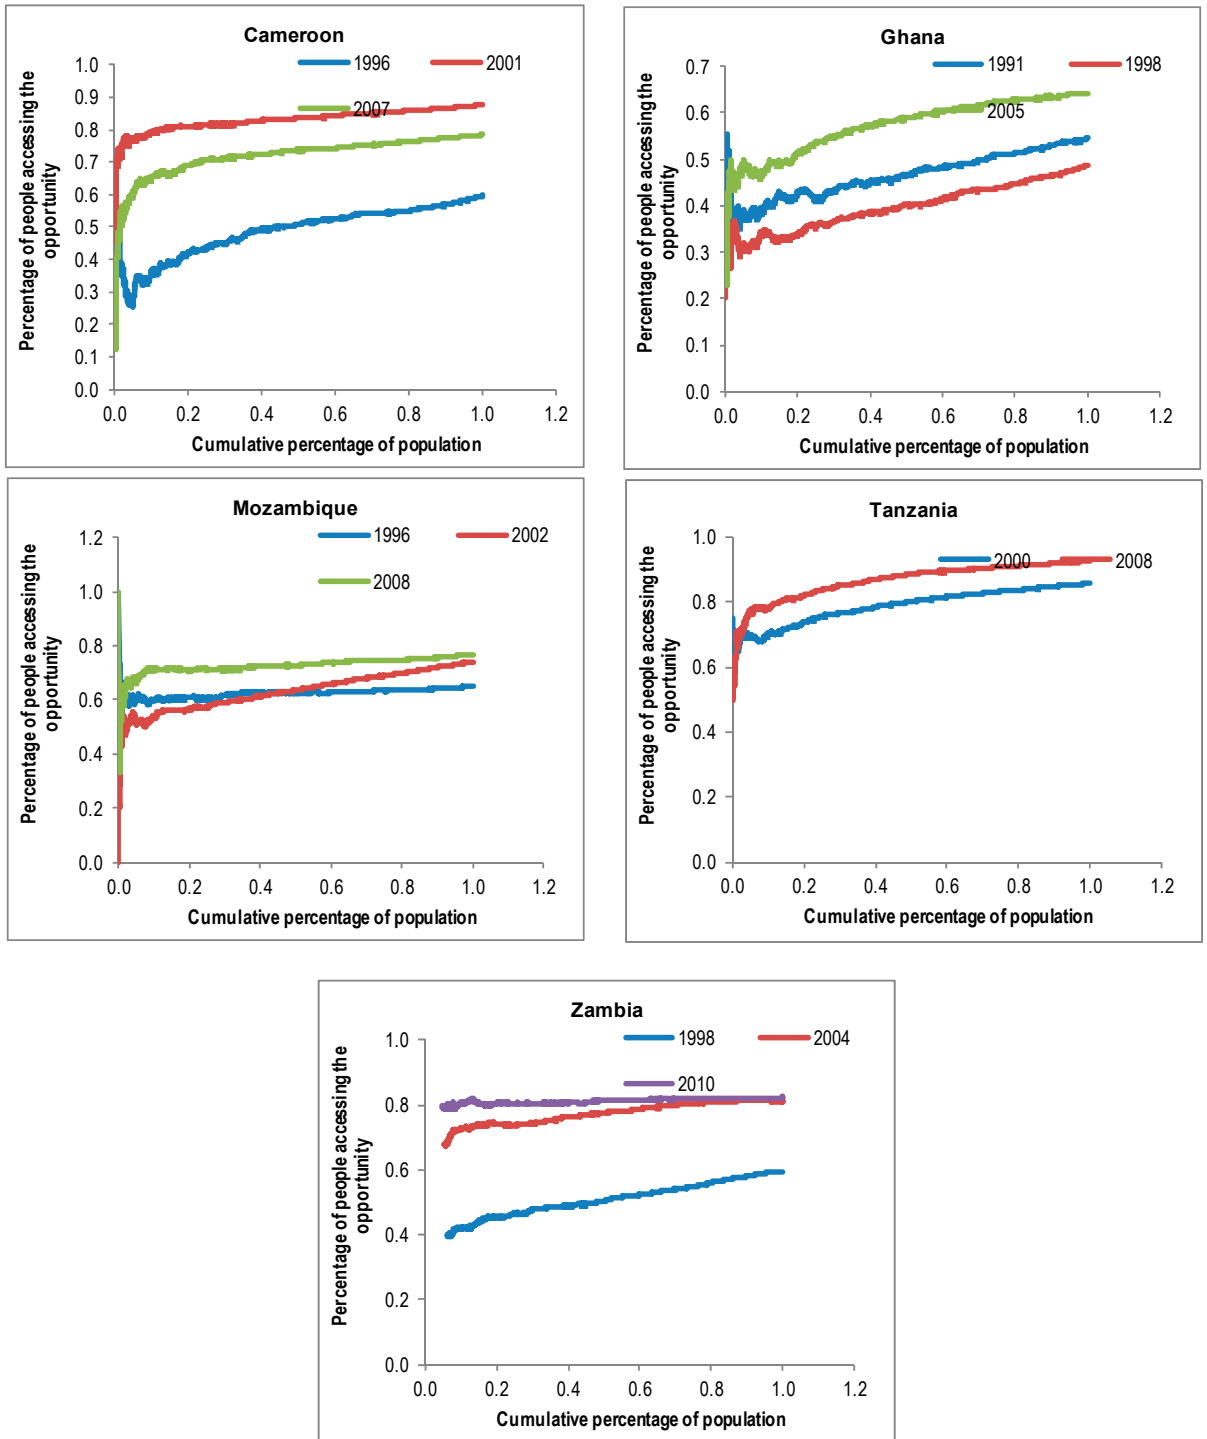 Cameroon
1996 2001
2007
Percentage of people accessing the
opportunity
1.0
0.9
0.8
0.7
0.6
0.5
0.4
0.3
0.2
0.1
0.0
0.0 0.2 0.4 0.6 0.8 1.0 1.2
Cumulative percentage of population
Ghana
1991 1998
2005
Percentage of people accessing the
opportunity
0.7
0.6
0.5
0.4
0.3
0.2
0.1
0.0
0.0 0.2 0.4 0.6 0.8 1.0 1.2
Cumulative percentage of population
Mozambique
1996 2002
2008
Percentage of people accessing the
opportunity
1.2
1.0
0.8
0.6
0.4
0.2
0.0
0.0 0.2 0.4 0.6 0.8 1.0 1.2
Cumulative percentage of population
Tanzania
2000 2008
Percentage of people accessing the
opportunity
1.0
0.8
0.6
0.4
0.2
0.0
0.0 0.2 0.4 0.6 0.8 1.0 1.2
Cumulative percentage of population
Zambia
1998 2004
2010
Percentage of people accessing the
opportunity
1.0
0.8
0.6
0.4
0.2
0.0
0.0 0.2 0.4 0.6 0.8 1.0 1.2
Cumulative percentage of population